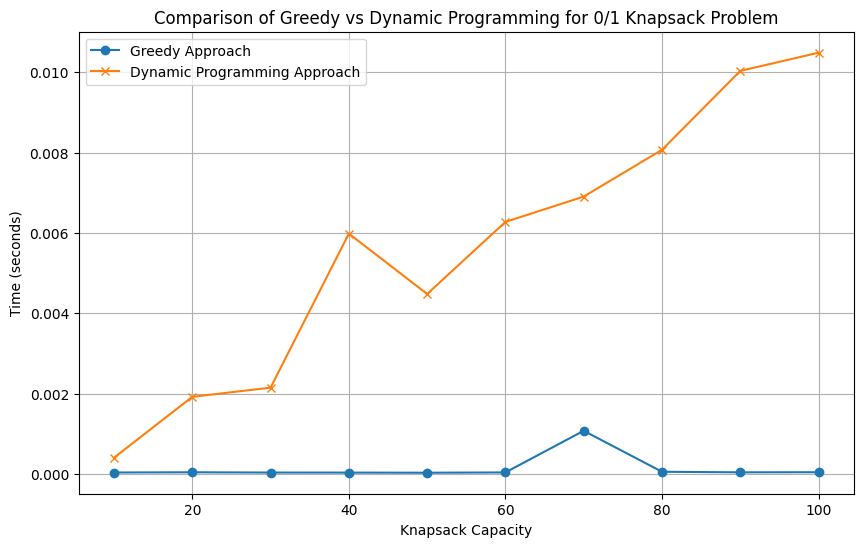 Comparison of Greedy vs Dynamic Programming for 0/1 Knapsack Problem
Greedy Approach
Dynamic Programming Approach
0.010
0.008
0.006
0.004
0.002
0.000
Time (seconds)
20 40 60 80 100
Knapsack Capacity